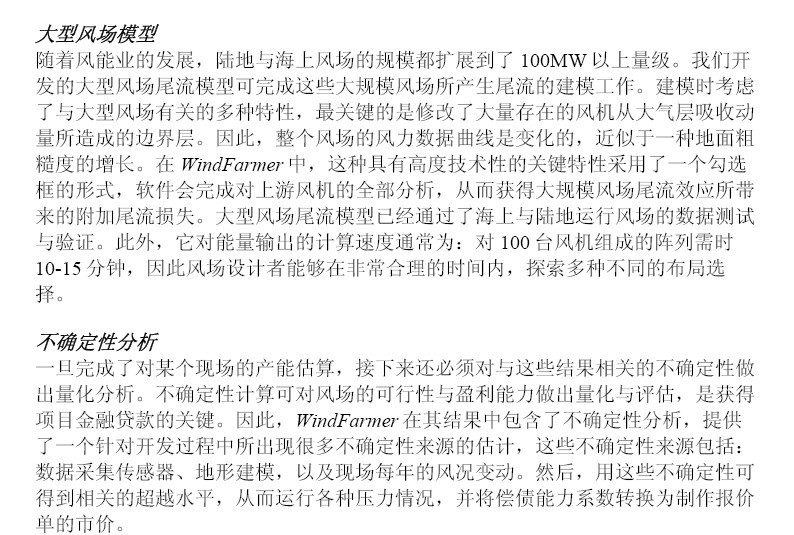 大型风场模型
随着风能业的发展，陆地与海上风场的规模都扩展到了 100MW 以上量级。我们开
发的大型风场尾流模型可完成这些大规模风场所产生尾流的建模工作。建模时考虑
了与大型风场有关的多种特性，最关键的是修改了大量存在的风机从大气层吸收动
量所造成的边界层。因此，整个风场的风力数据曲线是变化的，近似于一种地面粗
糙度的增长。在 WindFarmer 中，这种具有高度技术性的关键特性采用了一个勾选
框的形式，软件会完成对上游风机的全部分析，从而获得大规模风场尾流效应所带
来的附加尾流损失。大型风场尾流模型已经通过了海上与陆地运行风场的数据测试
与验证。此外，它对能量输出的计算速度通常为：对 100 台风机组成的阵列需时
10-15 分钟，因此风场设计者能够在非常合理的时间内，探索多种不同的布局选
择。
不确定性分析
一旦完成了对某个现场的产能估算，接下来还必须对与这些结果相关的不确定性做
出量化分析。不确定性计算可对风场的可行性与盈利能力做出量化与评估，是获得
项目金融贷款的关键。因此，WindFarmer 在其结果中包含了不确定性分析，提供
了一个针对开发过程中所出现很多不确定性来源的估计，这些不确定性来源包括：
数据采集传感器、地形建模，以及现场每年的风况变动。然后，用这些不确定性可
得到相关的超越水平，从而运行各种压力情况，并将偿债能力系数转换为制作报价
单的市价。